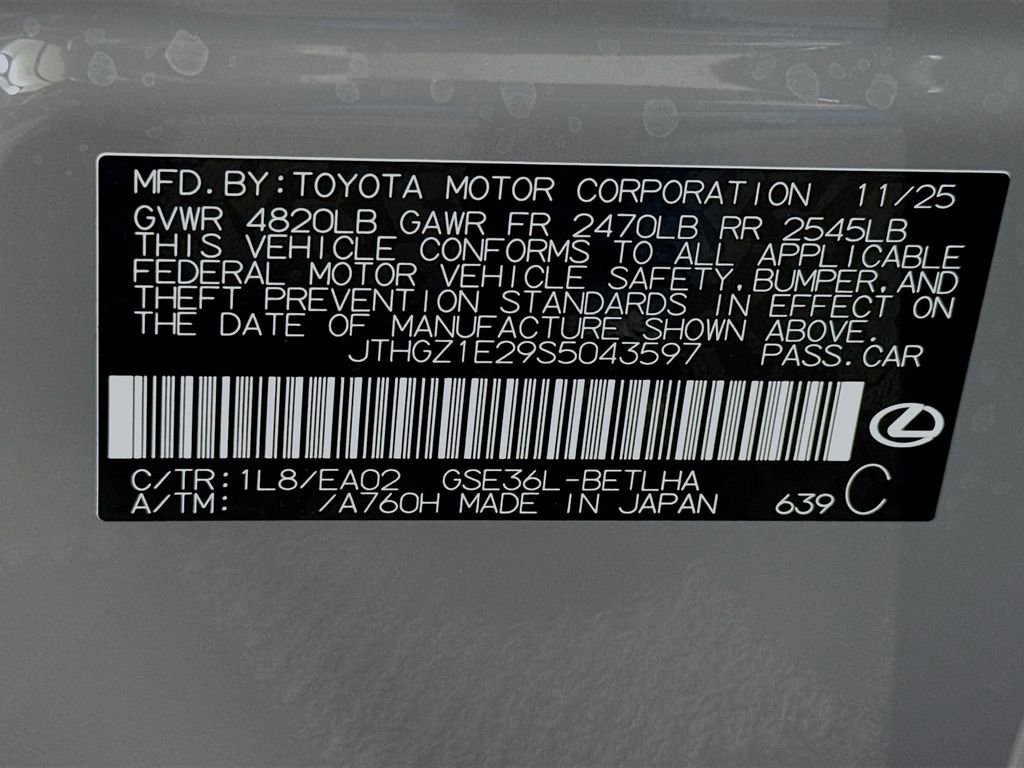 MFD.BY:TOYOTA MOTOR CORPORATION 11/25
GVWR 4820LB GAWR FR 2470LB RR 2545LB
THIS VEHICLE CONFORMS TO ALL APPLICABLE
FEDERAL MOTOR VEHICLE SAFETY,BUMPER,AND
THEFT PREVENTION STANDARDS IN EFFECT ON
THE DATE OF MANUFACTURE SHOWN ABOVE.
JTHGZ1E29S5043597 PASS.CAR
C/TR:1L8/EA02 GSE36L-BETLHA
A/TM: /A760H MADE IN JAPAN 639 C